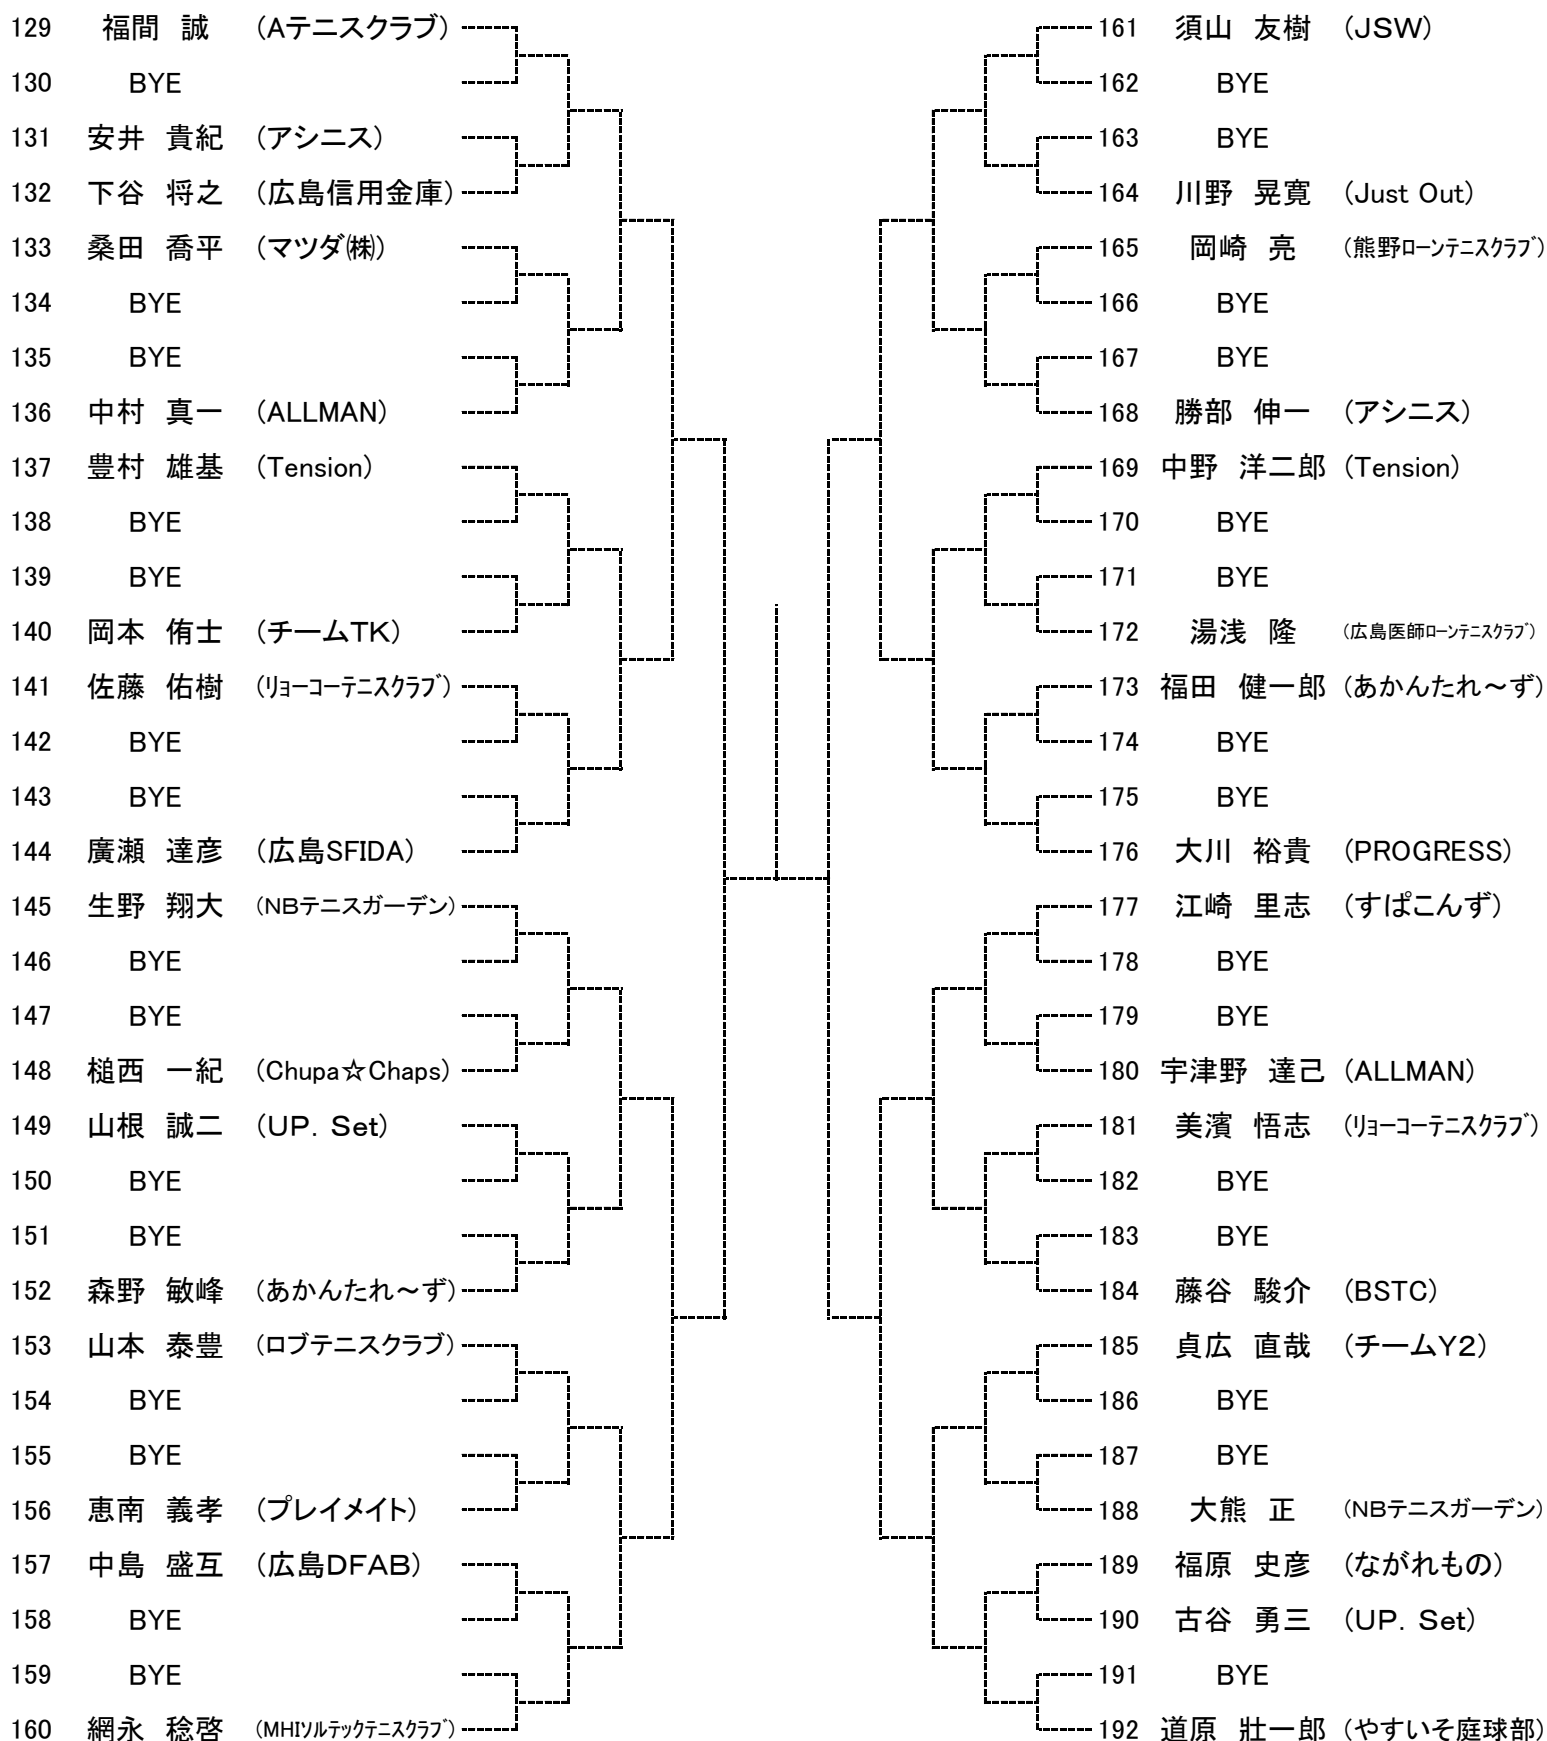 129 福間 誠 (Aテニスクラブ)
130 BYE
131 安井 貴紀 (アシニス)
132 下谷 将之 (広島信用金庫)
133 桑田 喬平 (マツダ㈱)
134 BYE
135 BYE
136 中村 真一 (ALLMAN)
137 豊村 雄基 (Tension)
138 BYE
139 BYE
140 岡本 侑士 (チームTK)
141 佐藤 佑樹 (ﾘｮｰｺｰﾃﾆｽｸﾗﾌﾞ)
142 BYE
143 BYE
144 廣瀬 達彦 (広島SFIDA)
145 生野 翔大 (NBテニスガーデン)
146 BYE
147 BYE
148 槌西 一紀 (Chupa☆Chaps)
149 山根 誠二 (UP. Set)
150 BYE
151 BYE
152 森野 敏峰 (あかんたれ～ず)
153 山本 泰豊 (ロブテニスクラブ)
154 BYE
155 BYE
156 恵南 義孝 (プレイメイト)
157 中島 盛互 (広島DFAB)
158 BYE
159 BYE
160 網永 稔啓 (MHIｿﾙﾃｯｸﾃﾆｽｸﾗﾌﾞ)
161 須山 友樹 (JSW)
162 BYE
163 BYE
164 川野 晃寛 (Just Out)
165 岡崎 亮 (熊野ﾛｰﾝﾃﾆｽｸﾗﾌﾞ)
166 BYE
167 BYE
168 勝部 伸一 (アシニス)
169 中野 洋二郎 (Tension)
170 BYE
171 BYE
172 湯浅 隆 (広島医師ﾛｰﾝﾃﾆｽｸﾗﾌﾞ)
173 福田 健一郎 (あかんたれ～ず)
174 BYE
175 BYE
176 大川 裕貴 (PROGRESS)
177 江崎 里志 (すぱこんず)
178 BYE
179 BYE
180 宇津野 達己 (ALLMAN)
181 美濱 悟志 (ﾘｮｰｺｰﾃﾆｽｸﾗﾌﾞ)
182 BYE
183 BYE
184 藤谷 駿介 (BSTC)
185 貞広 直哉 (チームY2)
186 BYE
187 BYE
188 大熊 正 (NBテニスガーデン)
189 福原 史彦 (ながれもの)
190 古谷 勇三 (UP. Set)
191 BYE
192 道原 壯一郎 (やすいそ庭球部)